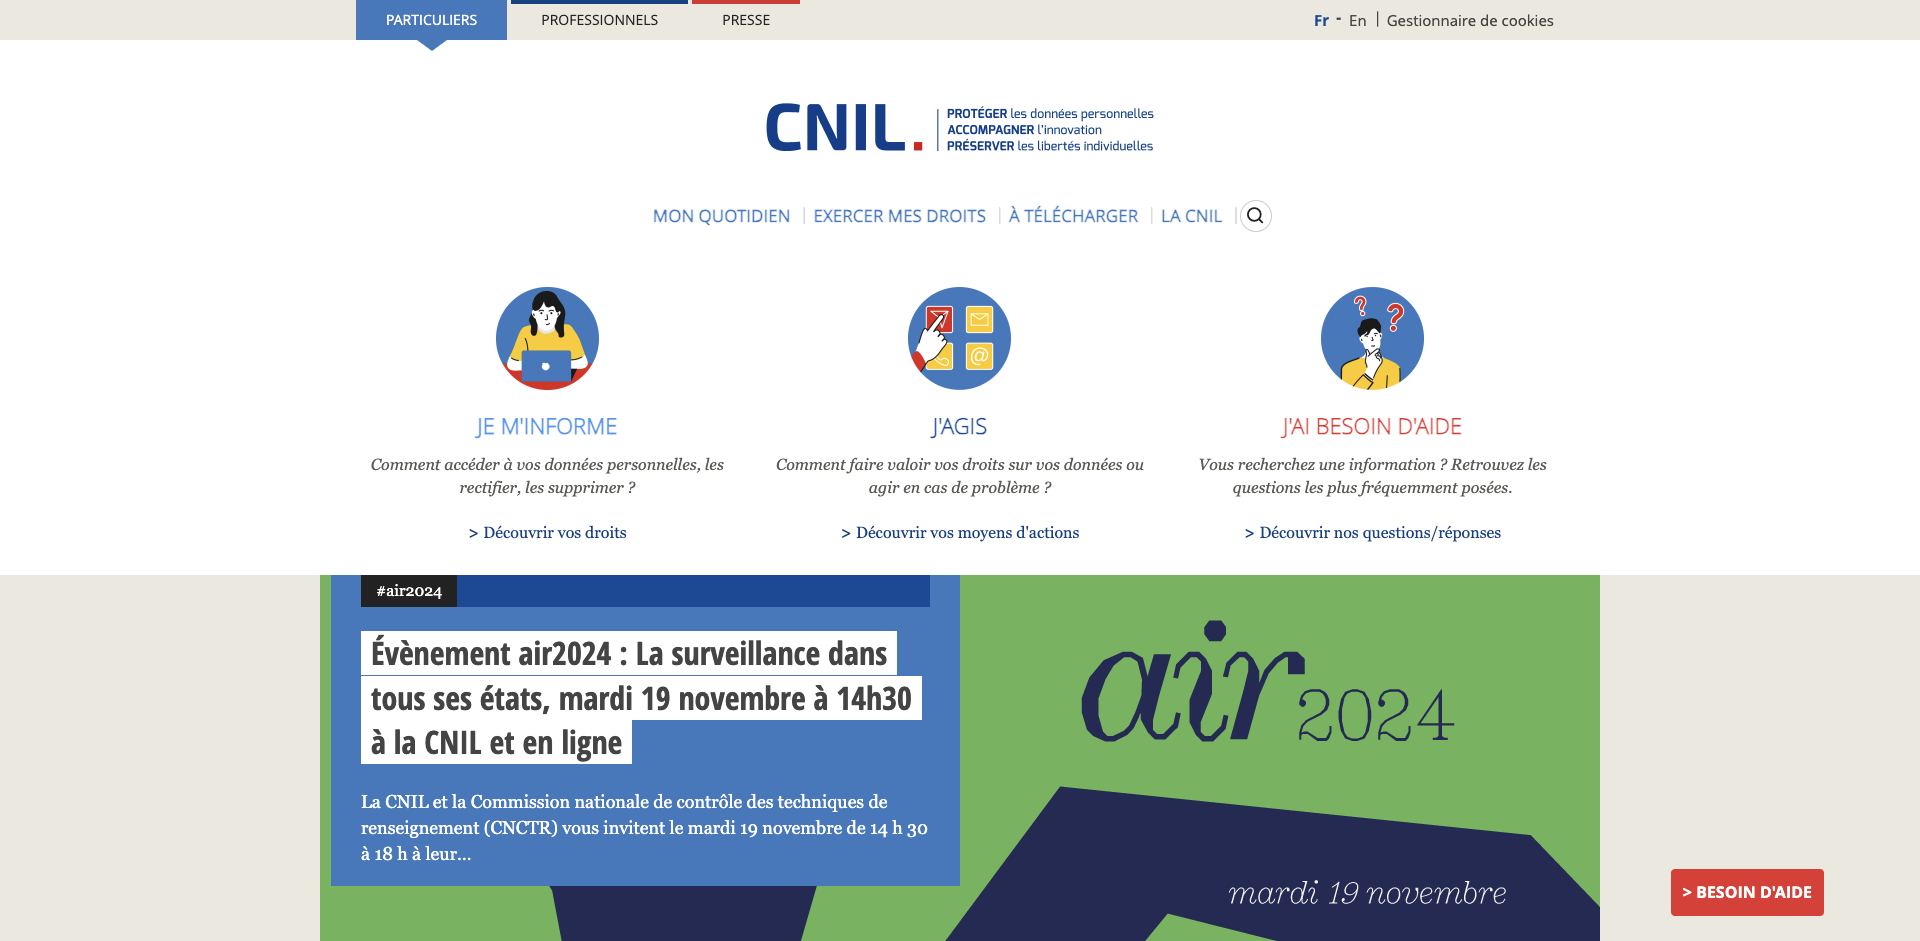 PARTICULIERS
PROFESSIONNELS
PRESSE
Fr - En | Gestionnaire de cookies
CNIL.
PROTÉGER les données personnelles
ACCOMPAGNER l'innovation
PRÉSERVER les libertés individuelles
MON QUOTIDIEN
EXERCER MES DROITS
À TÉLÉCHARGER
LA CNIL
? ?
@
JE M'INFORME
Comment accéder à vos données personnelles, les
rectifier, les supprimer ?
> Découvrir vos droits
J'AGIS
Comment faire valoir vos droits sur vos données ou
agir en cas de problème ?
> Découvrir vos moyens d'actions
J'AI BESOIN D'AIDE
Vous recherchez une information ? Retrouvez les
questions les plus fréquemment posées.
> Découvrir nos questions/réponses
#air2024
Évènement air2024 : La surveillance dans
tous ses états, mardi 19 novembre à 14h30
à la CNIL et en ligne
La CNIL et la Commission nationale de contrôle des techniques de
renseignement (CNCTR) vous invitent le mardi 19 novembre de 14 h 30
à 18 h à leur...
air 2024
mardi 19 novembre
> BESOIN D'AIDE